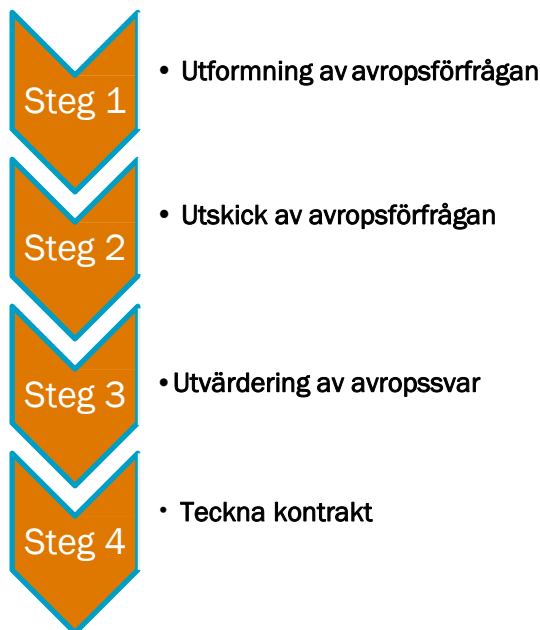 Steg 1
• Utformning av avropsförfrågan
Steg 2
• Utskick av avropsförfrågan
Steg 3
• Utvärdering av avropssvar
Steg 4
• Teckna kontrakt